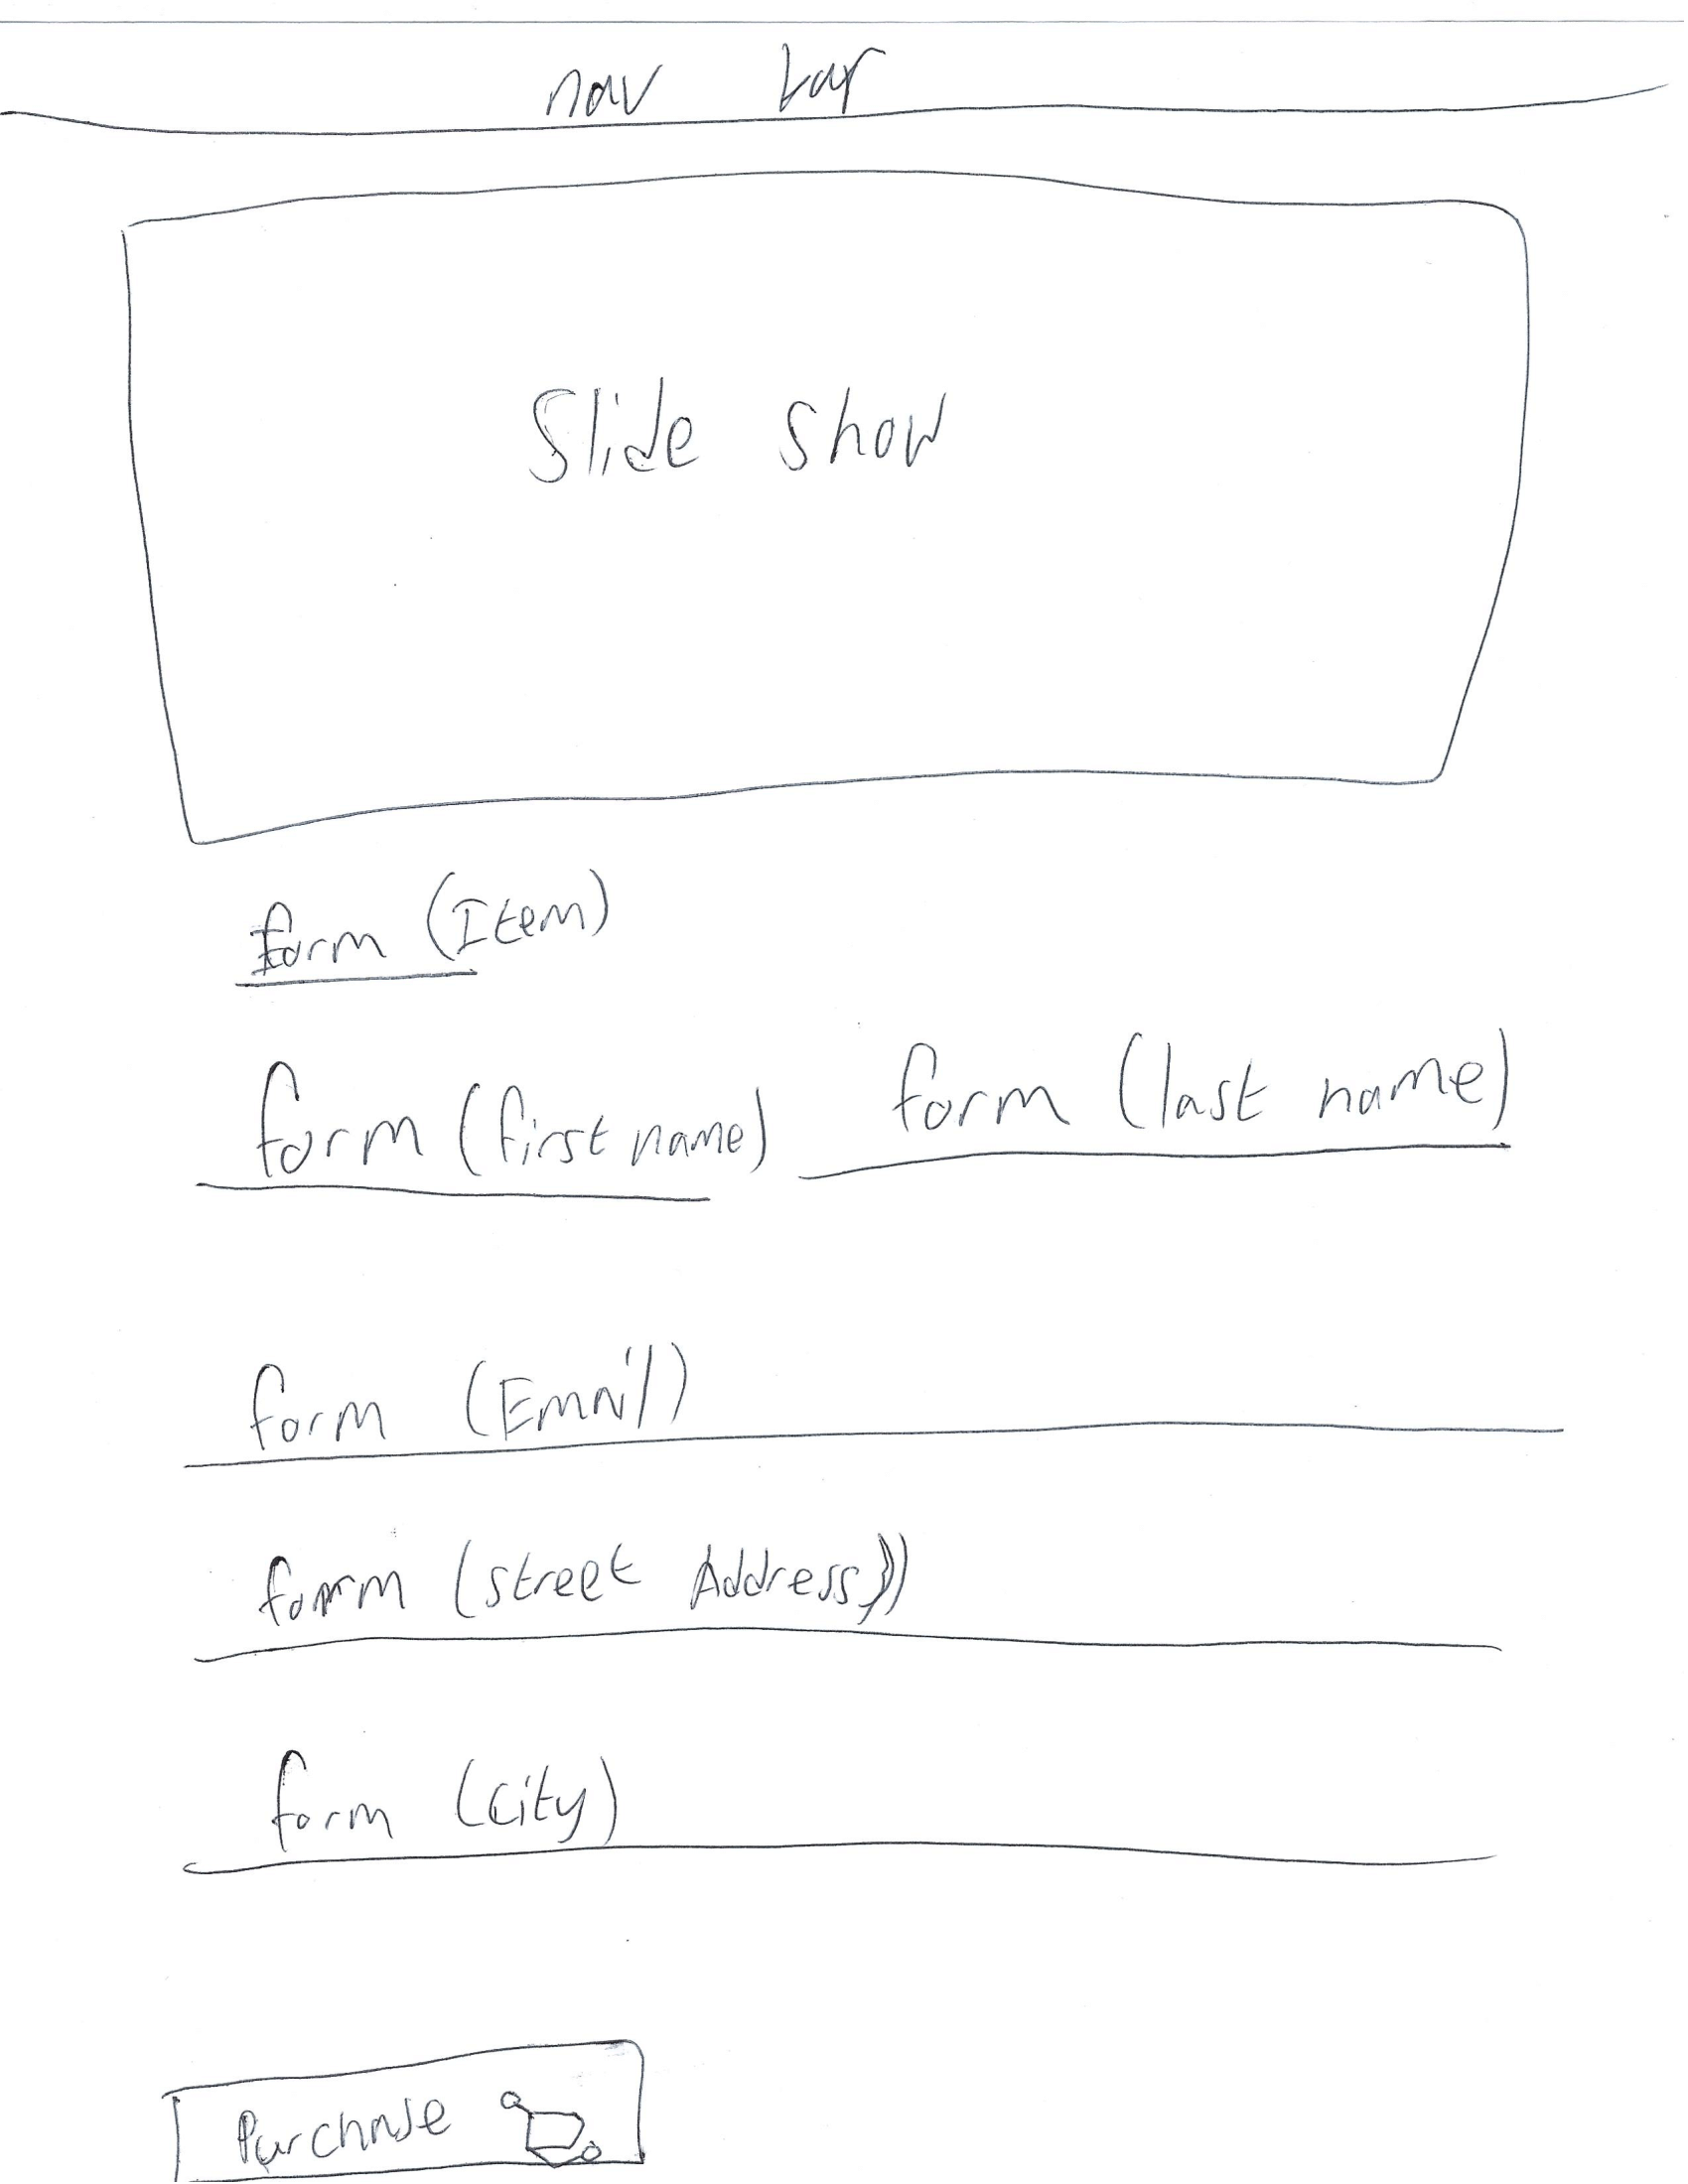 nav bar
Slide show
form (Item)
form (first name) form (last name)
form (Email)
form (street Address))
form (City)
Purchase